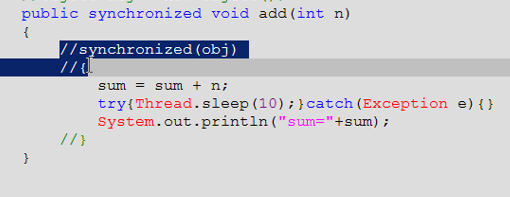 public synchronized void add(int n)
{
//synchronized(obj)
//{
sum = sum + n;
try{Thread.sleep(10);}catch(Exception e){}
System.out.println("sum="+sum);
//}
}